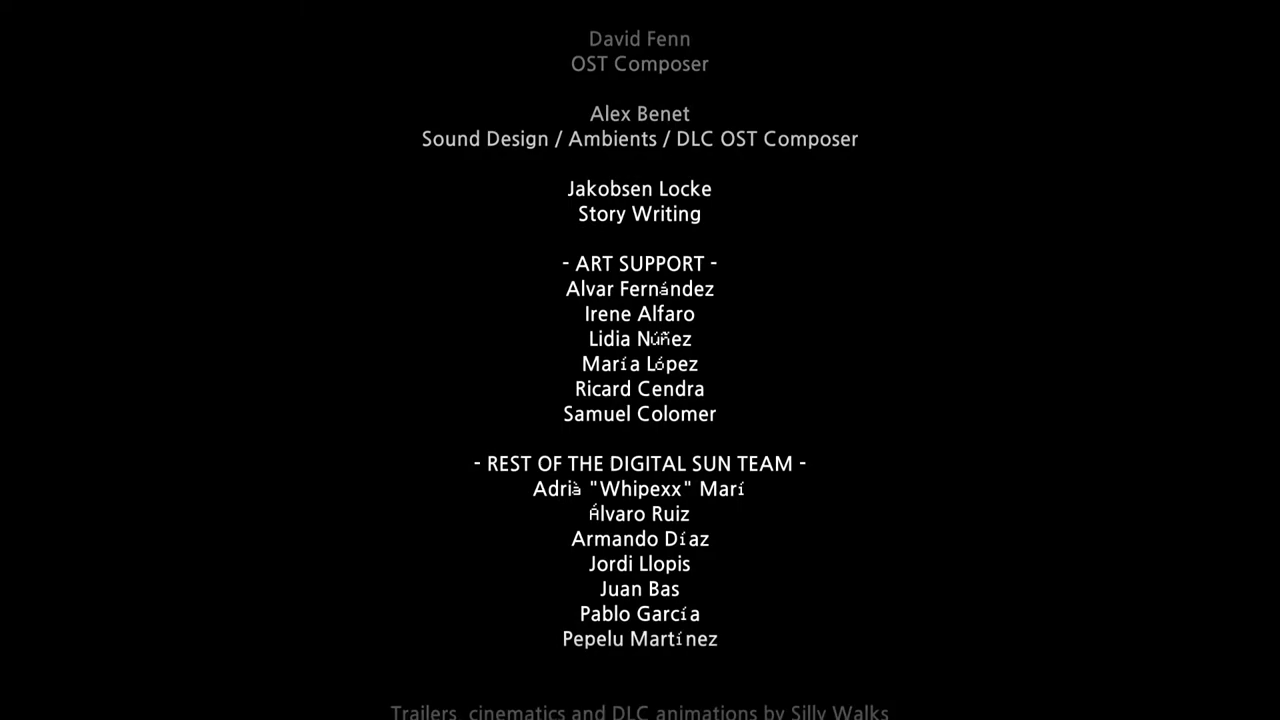 David Fenn
OST Composer
Alex Benet
Sound Design / Ambients / DLC OST Composer
Jakobsen Locke
Story Writing
- ART SUPPORT -
Alvar Fernández
Irene Alfaro
Lidia Núñez
María López
Ricard Cendra
Samuel Colomer
- REST OF THE DIGITAL SUN TEAM -
Adrià "Whipexx" Marí
Álvaro Ruiz
Armando Díaz
Jordi Llopis
Juan Bas
Pablo García
Pepelu Martínez
Trailers, cinematics and DLC animations by Silly Walks